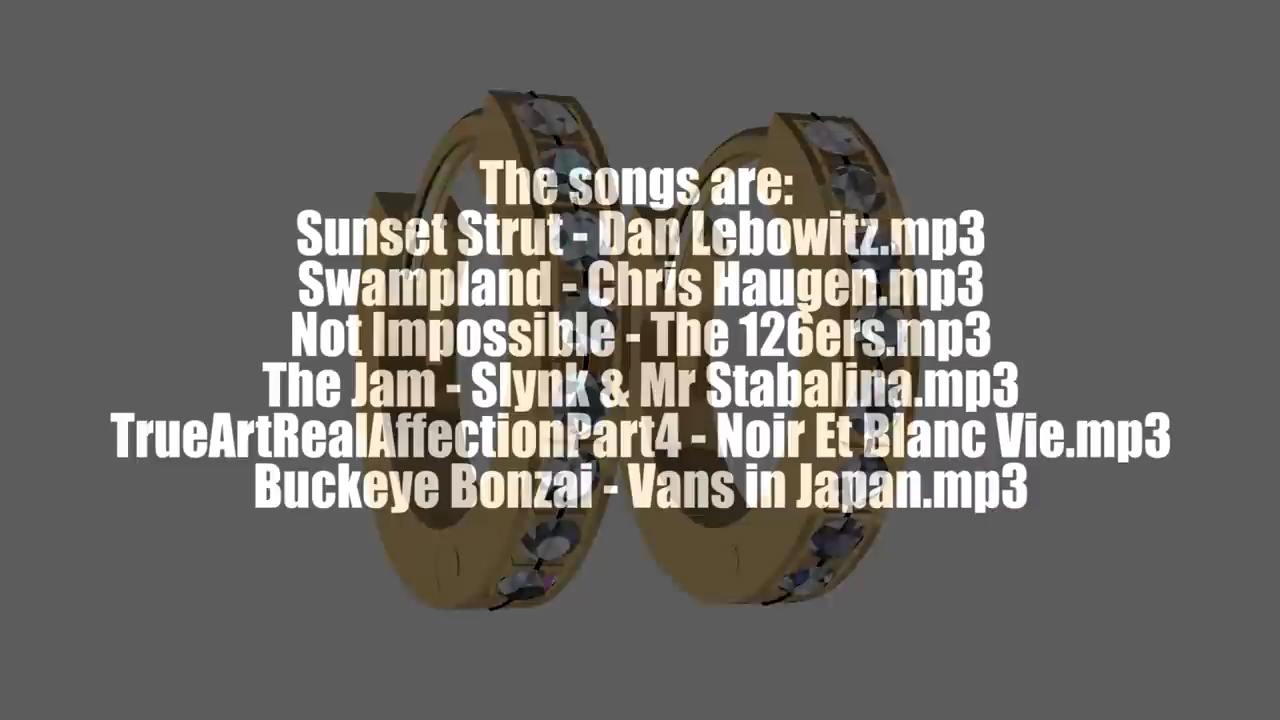 The songs are:
Sunset Strut - Dan Lebowitz.mp3
Swampland - Chris Haugen.mp3
Not Impossible - The 126ers.mp3
The Jam - Slynk & Mr Stabalina.mp3
TrueArtRealAffectionPart4 - Noir Et Blanc Vie.mp3
Buckeye Bonzai - Vans in Japan.mp3